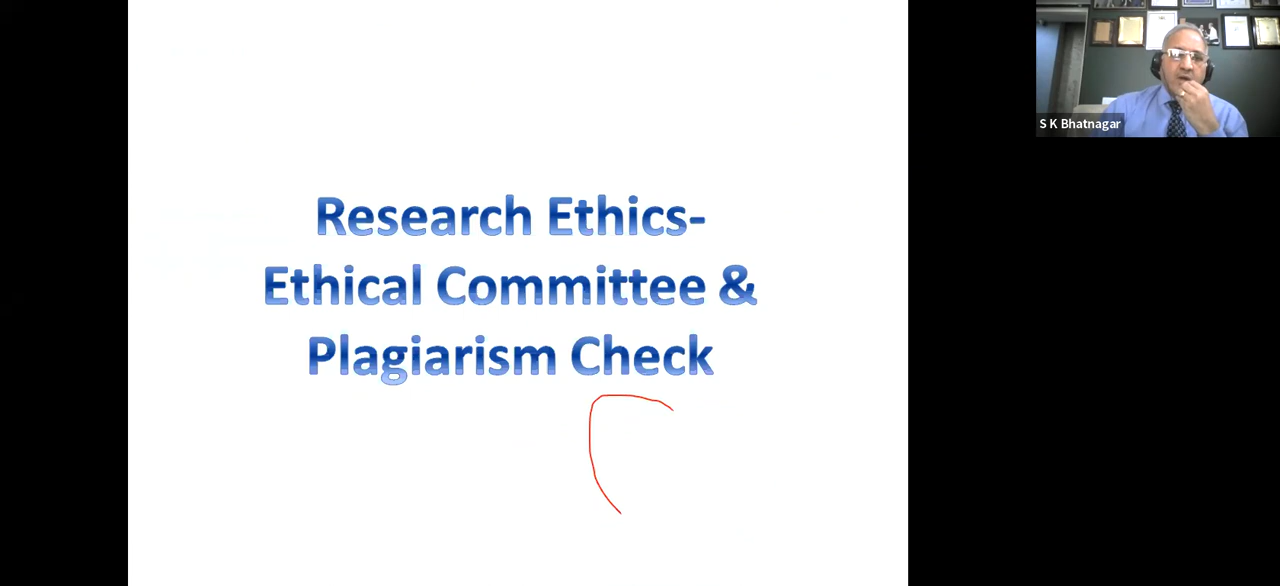 Research Ethics-
Ethical Committee &
Plagiarism Check
S K Bhatnagar